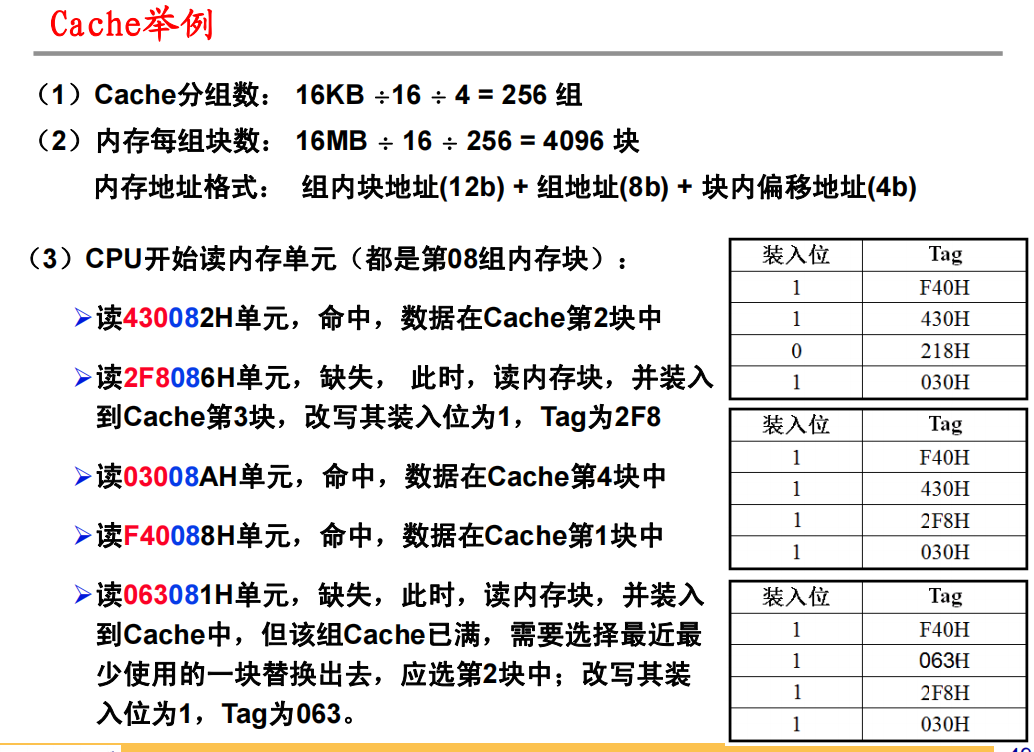 Cache举例
（1）Cache分组数： 16KB ÷16 ÷ 4 = 256 组
（2）内存每组块数： 16MB ÷ 16 ÷ 256 = 4096 块
内存地址格式： 组内块地址(12b) + 组地址(8b) + 块内偏移地址(4b)
（3）CPU开始读内存单元（都是第08组内存块）：
➢读430082H单元，命中，数据在Cache第2块中
➢读2F8086H单元，缺失， 此时，读内存块，并装入
到Cache第3块，改写其装入位为1，Tag为2F8
➢读03008AH单元，命中，数据在Cache第4块中
➢读F40088H单元，命中，数据在Cache第1块中
➢读063081H单元，缺失，此时，读内存块，并装入
到Cache中，但该组Cache已满，需要选择最近最
少使用的一块替换出去，应选第2块中；改写其装
入位为1，Tag为063。
装入位 Tag
1 F40H
1 430H
0 218H
1 030H
装入位 Tag
1 F40H
1 430H
1 2F8H
1 030H
装入位 Tag
1 F40H
1 063H
1 2F8H
1 030H